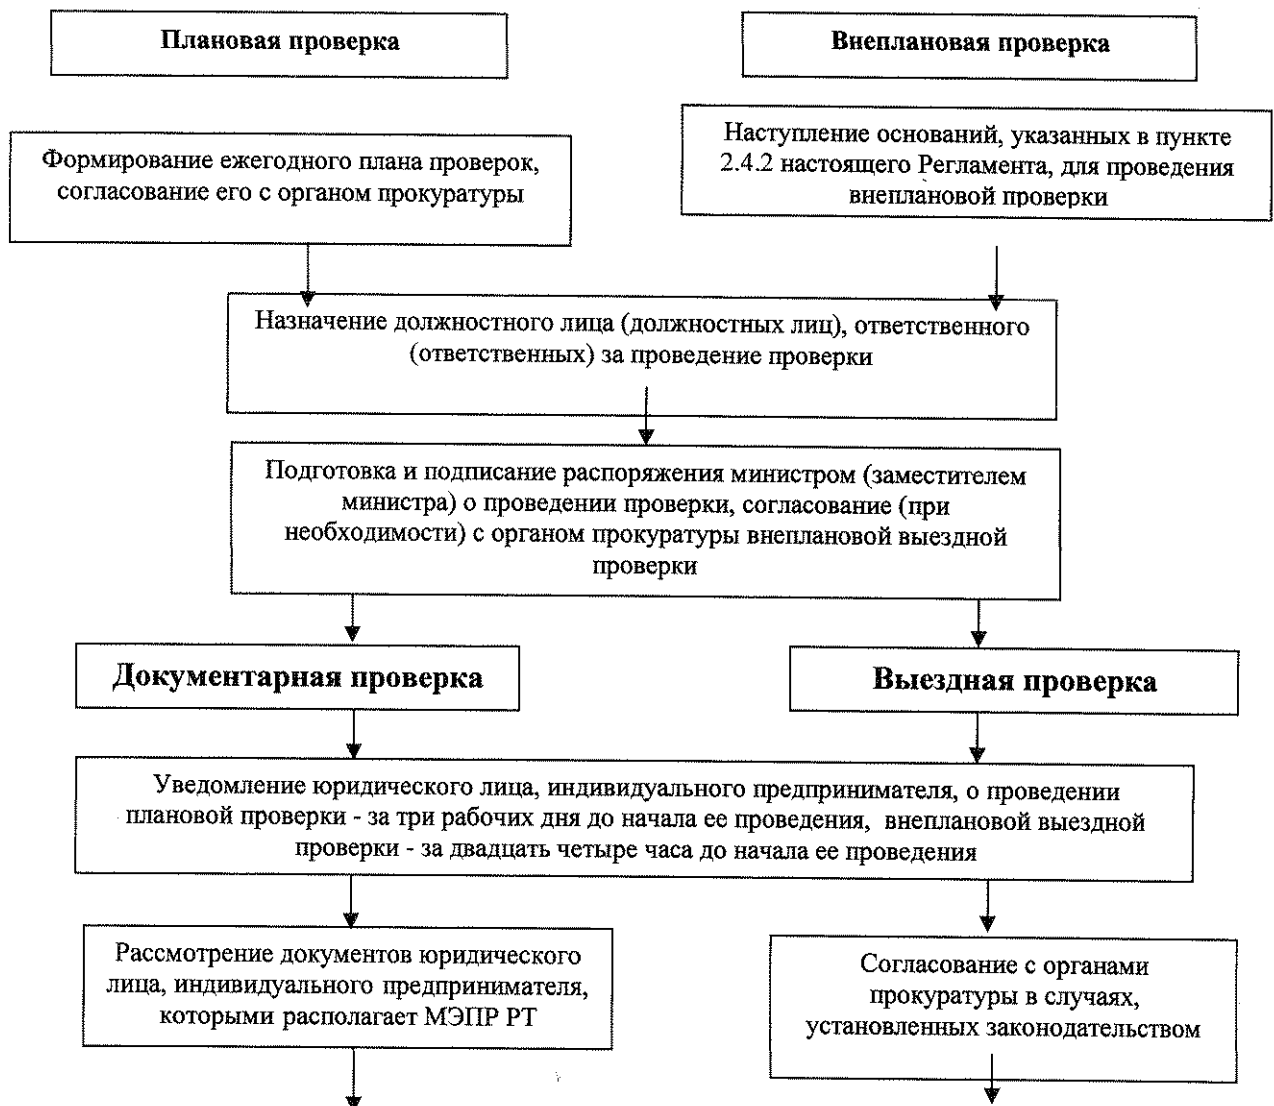 Плановая проверка
Внеплановая проверка
Формирование ежегодного плана проверок,
согласование его с органом прокуратуры
Наступление оснований, указанных в пункте
2.4.2 настоящего Регламента, для проведения
внеплановой проверки
Назначение должностного лица (должностных лиц), ответственного
(ответственных) за проведение проверки
Подготовка и подписание распоряжения министром (заместителем
министра) о проведении проверки, согласование (при
необходимости) с органом прокуратуры внеплановой выездной
проверки
Документарная проверка
Выездная проверка
Уведомление юридического лица, индивидуального предпринимателя, о проведении
плановой проверки - за три рабочих дня до начала ее проведения, внеплановой выездной
проверки - за двадцать четыре часа до начала ее проведения
Рассмотрение документов юридического
лица, индивидуального предпринимателя,
которыми располагает МЭПР РТ
Согласование с органами
прокуратуры в случаях,
установленных законодательством